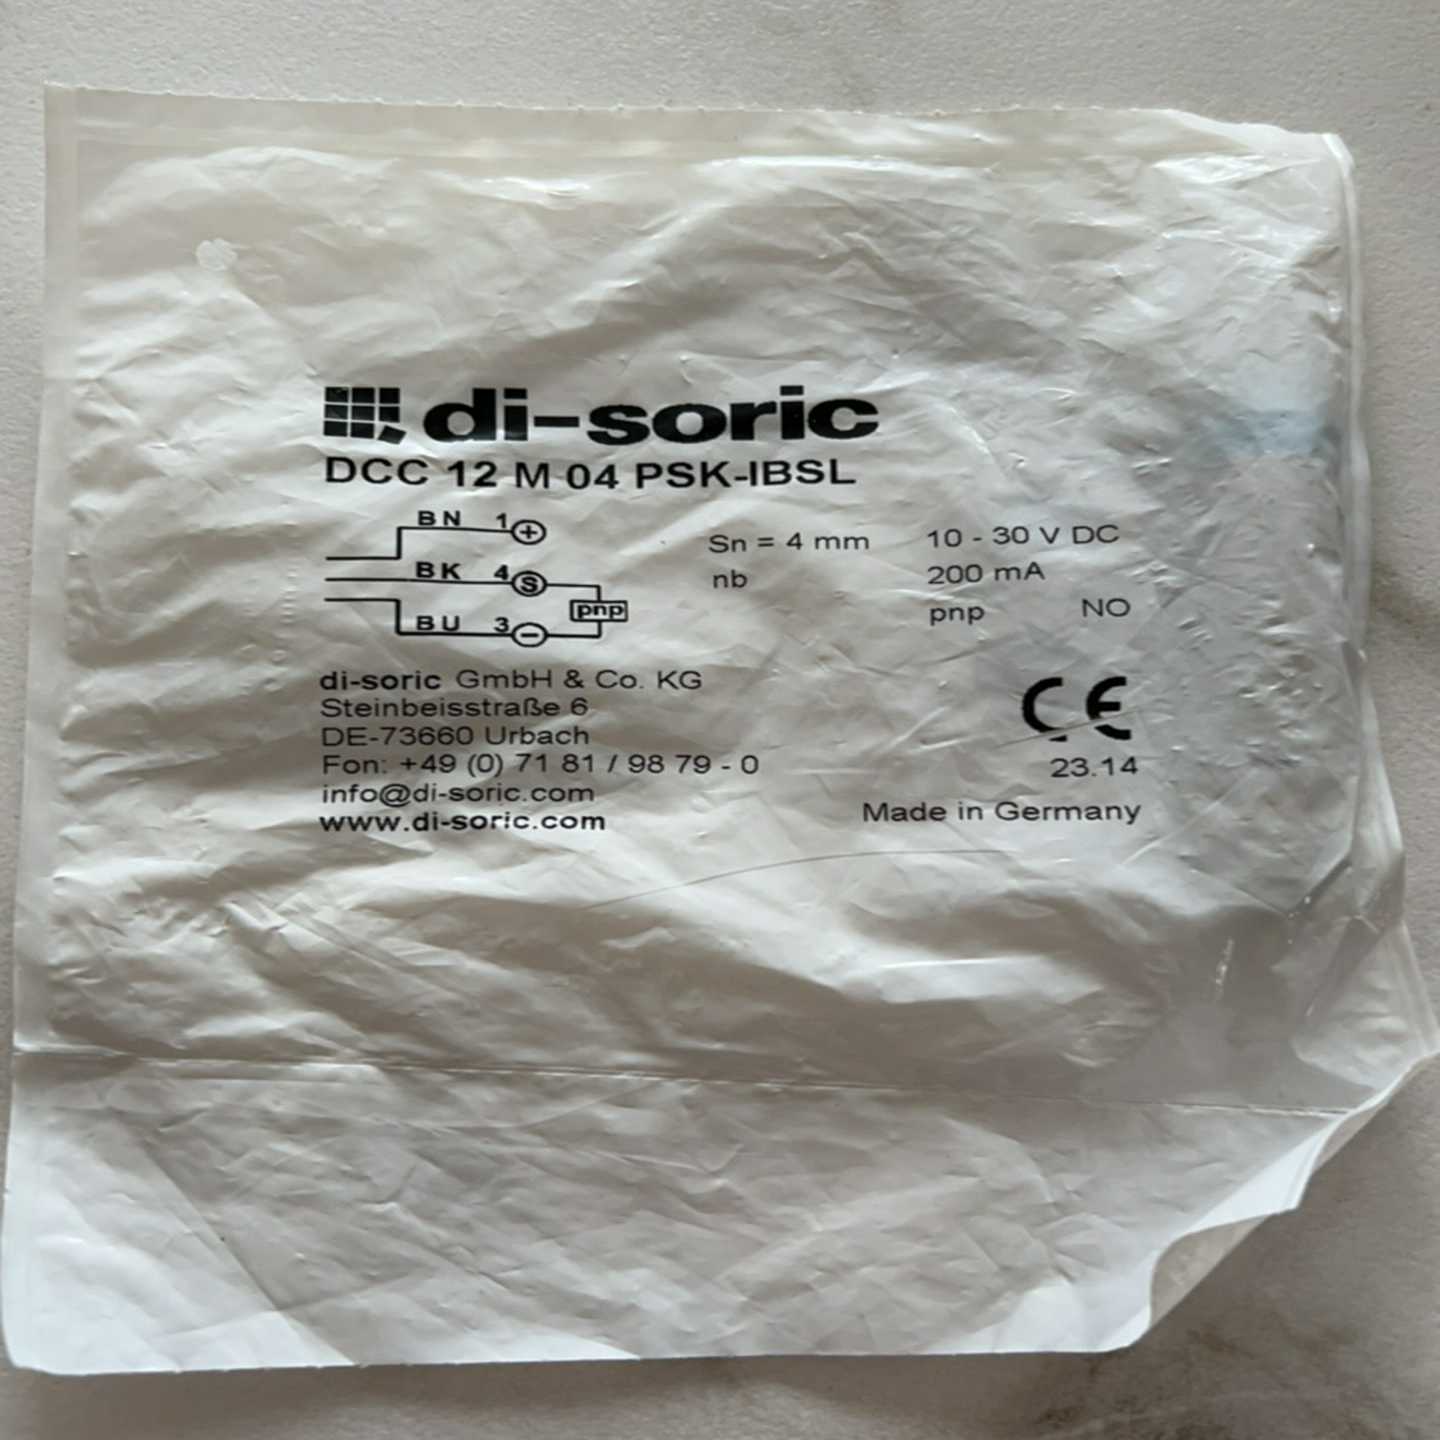 di-soric
DCC 12 M 04 PSK-IBSL
BN 1 +
BK 4 S
pnp
BU 3 −
Sn = 4 mm 10 - 30 V DC
nb 200 mA
pnp NO
di-soric GmbH & Co. KG
Steinbeisstraße 6
DE-73660 Urbach
Fon: +49 (0) 71 81 / 98 79 - 0
info@di-soric.com
www.di-soric.com
CE
23.14
Made in Germany